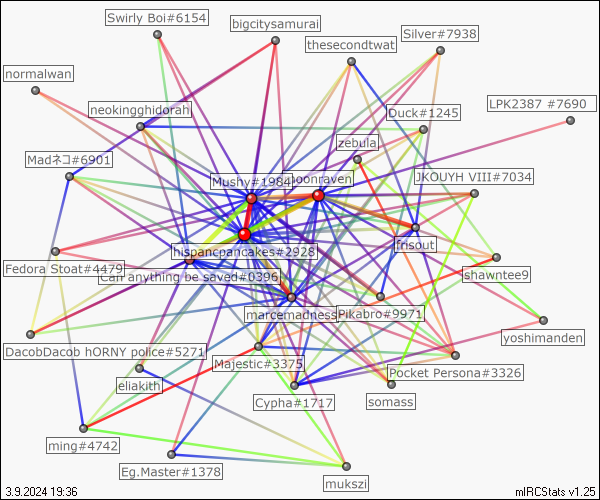 Swirly Boi#6154
bigcitysamurai
Silver#7938
thesecondtwat
normalwan
LPK2387 #7690
neokingghidorah
Duck#1245
zebula
Madネコ#6901
Mushy#1984
moonraven
JKOUYH VIII#7034
frisout
hispancpancakes#2928
Fedora Stoat#4479
Can anything be saved#0396
shawntee9
marcemadness
Pikabro#9971
yoshimanden
DacobDacob hORNY police#5271
Majestic#3375
Pocket Persona#3326
eliakith
Cypha#1717
somass
ming#4742
Eg.Master#1378
mukszi
3.9.2024 19:36
mIRCStats v1.25